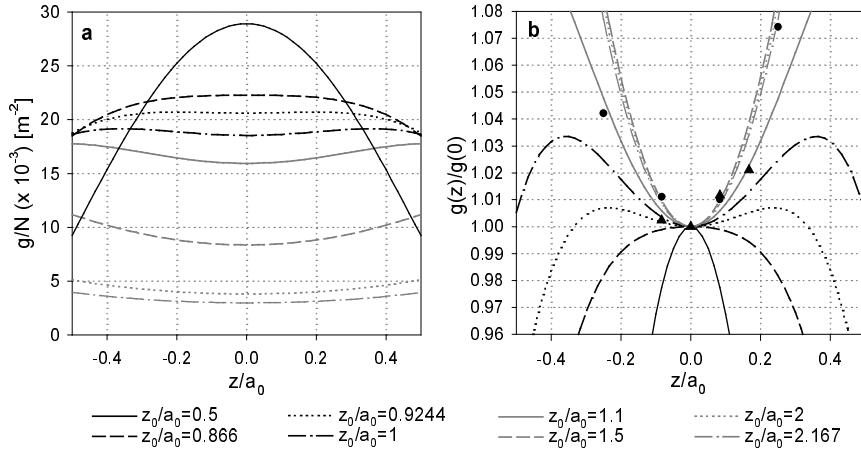 a
30
25
20
15
10
5
0
g/N (x 10⁻³) [m⁻²]
-0.4 -0.2 0.0 0.2 0.4
z/a₀
b
1.08
1.07
1.06
1.05
1.04
1.03
1.02
1.01
1.00
0.99
0.98
0.97
0.96
g(z)/g(0)
-0.4 -0.2 0.0 0.2 0.4
z/a₀
z₀/a₀=0.5 z₀/a₀=0.9244 z₀/a₀=1.1 z₀/a₀=2
z₀/a₀=0.866 z₀/a₀=1 z₀/a₀=1.5 z₀/a₀=2.167